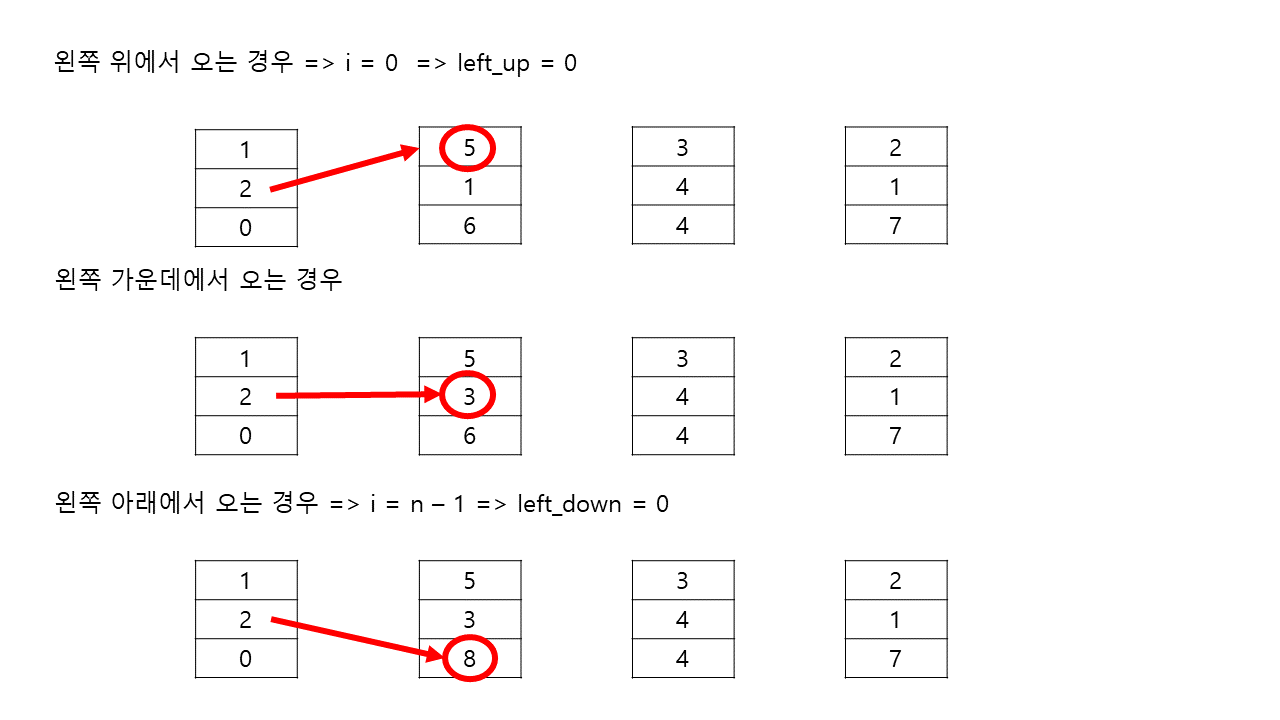 왼쪽 위에서 오는 경우 => i = 0 => left_up = 0
1 5 3 2
2 1 4 1
0 6 4 7
왼쪽 가운데에서 오는 경우
1 5 3 2
2 3 4 1
0 6 4 7
왼쪽 아래에서 오는 경우 => i = n – 1 => left_down = 0
1 5 3 2
2 3 4 1
0 8 4 7